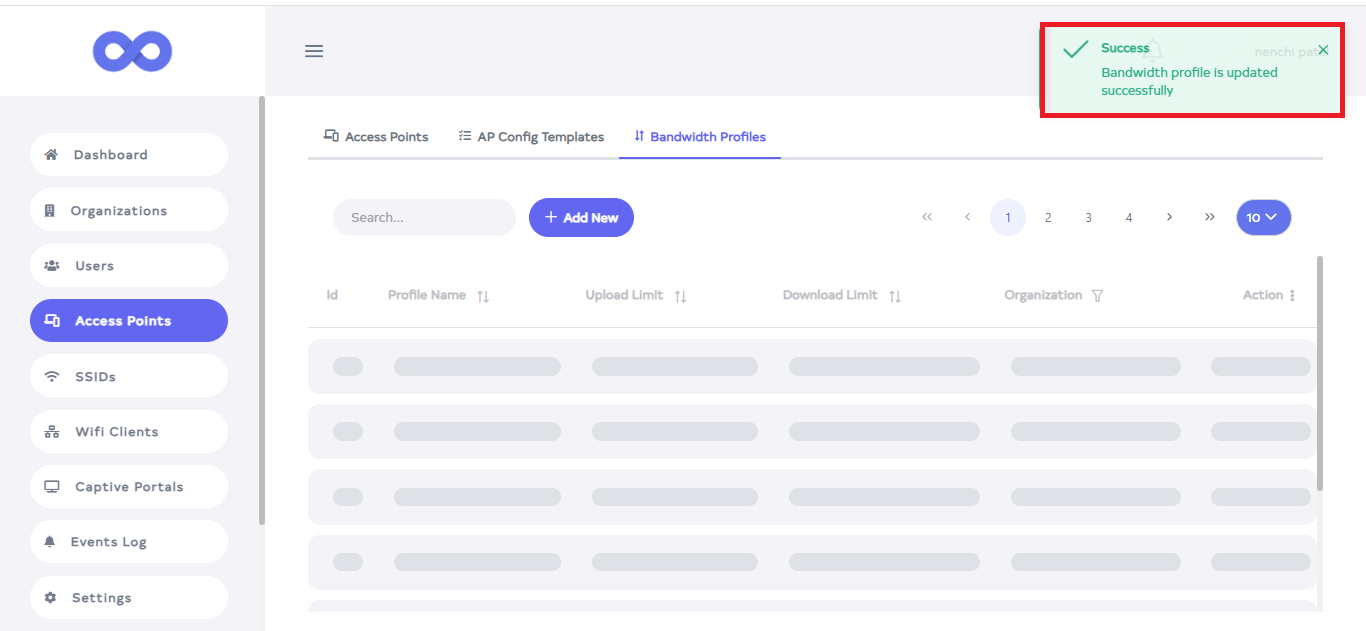 Success
nenchi
Bandwidth profile is updated
successfully
Access Points
AP Config Templates
Bandwidth Profiles
Dashboard
Organizations
Users
Access Points
SSIDs
Wifi Clients
Captive Portals
Events Log
Settings
Search...
+ Add New
<< < 1 2 3 4 > >>
10
Id
Profile Name
Upload Limit
Download Limit
Organization
Action